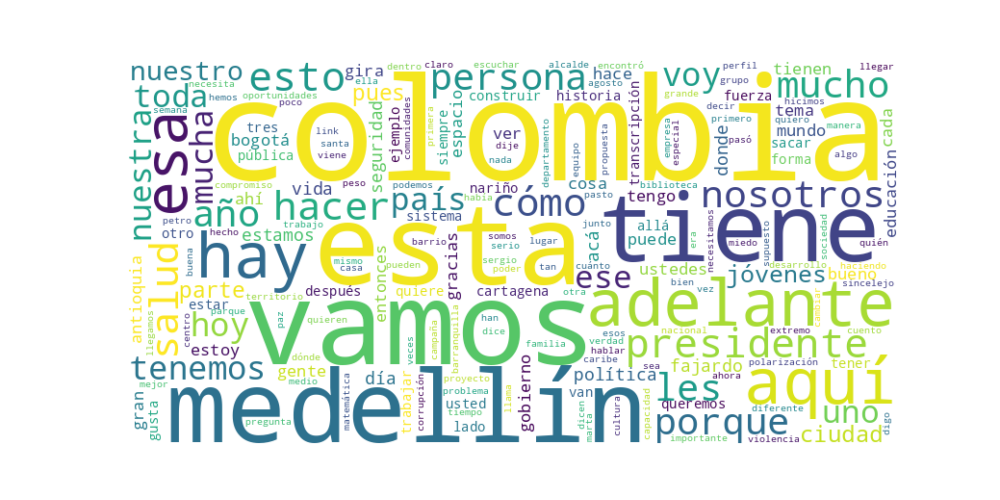 colombia
esta
tiene
vamos
medellín
adelante
aquí
hay
esa
cómo
nosotros
presidente
hacer
persona
esto
mucho
voy
toda
nuestro
nuestra
mucha
año
país
hoy
salud
tenemos
porque
les
uno
ese
jóvenes
ciudad
política
fajardo
ustedes
puede
parte
gente
gobierno
gracias
entonces
pues
gira
seguridad
ejemplo
bogotá
pública
tres
vida
ahí
estamos
otro
sistema
siempre
espacio
construir
historia
hace
ver
dije
nada
nariño
cosa
tengo
acá
allá
donde
transcripción
fuerza
tema
mundo
sacar
forma
tienen
cada
educación
bueno
sincelejo
tener
queremos
van
usted
lado
día
trabajar
corrupción
cartagena
después
quiere
estar
estoy
antioquia
gran
gusta
mejor
medio
pregunta
matemática
dónde
quieren
centro
parque
paz
territorio
llegamos
buena
hecho
petro
trabajo
compromiso
peso
podemos
había
viene
santa
link
semana
poco
hemos
oportunidades
necesita
ella
dentro
claro
escuchar
alcalde
encontró
agosto
comunidades
primera
departamento
equipo
propuesta
pasto
biblioteca
empresa
especial
decir
grande
grupo
perfil
llegar
primero
quiero
hicimos
manera
algo
pasó
junto
era
necesitamos
miedo
supuesto
sociedad
quién
desarrollo
haciendo
cambiar
bien
vez
otra
cuánto
tan
lugar
somos
serio
sergio
poder
barrio
mismo
casa
pueden
campaña
barranquilla
han
dice
familia
esos
verdad
hablar
caribe
sea
nacional
ahora
extremo
polarización
cuento
diferente
violencia
importante
digo
capacidad
cultura
marta
dicen
llama
proyecto
problema
tiempo
veces